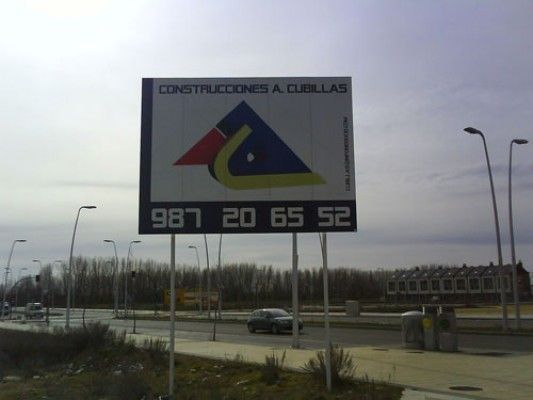 CONSTRUCCIONES A. CUBILLAS
987 20 65 52